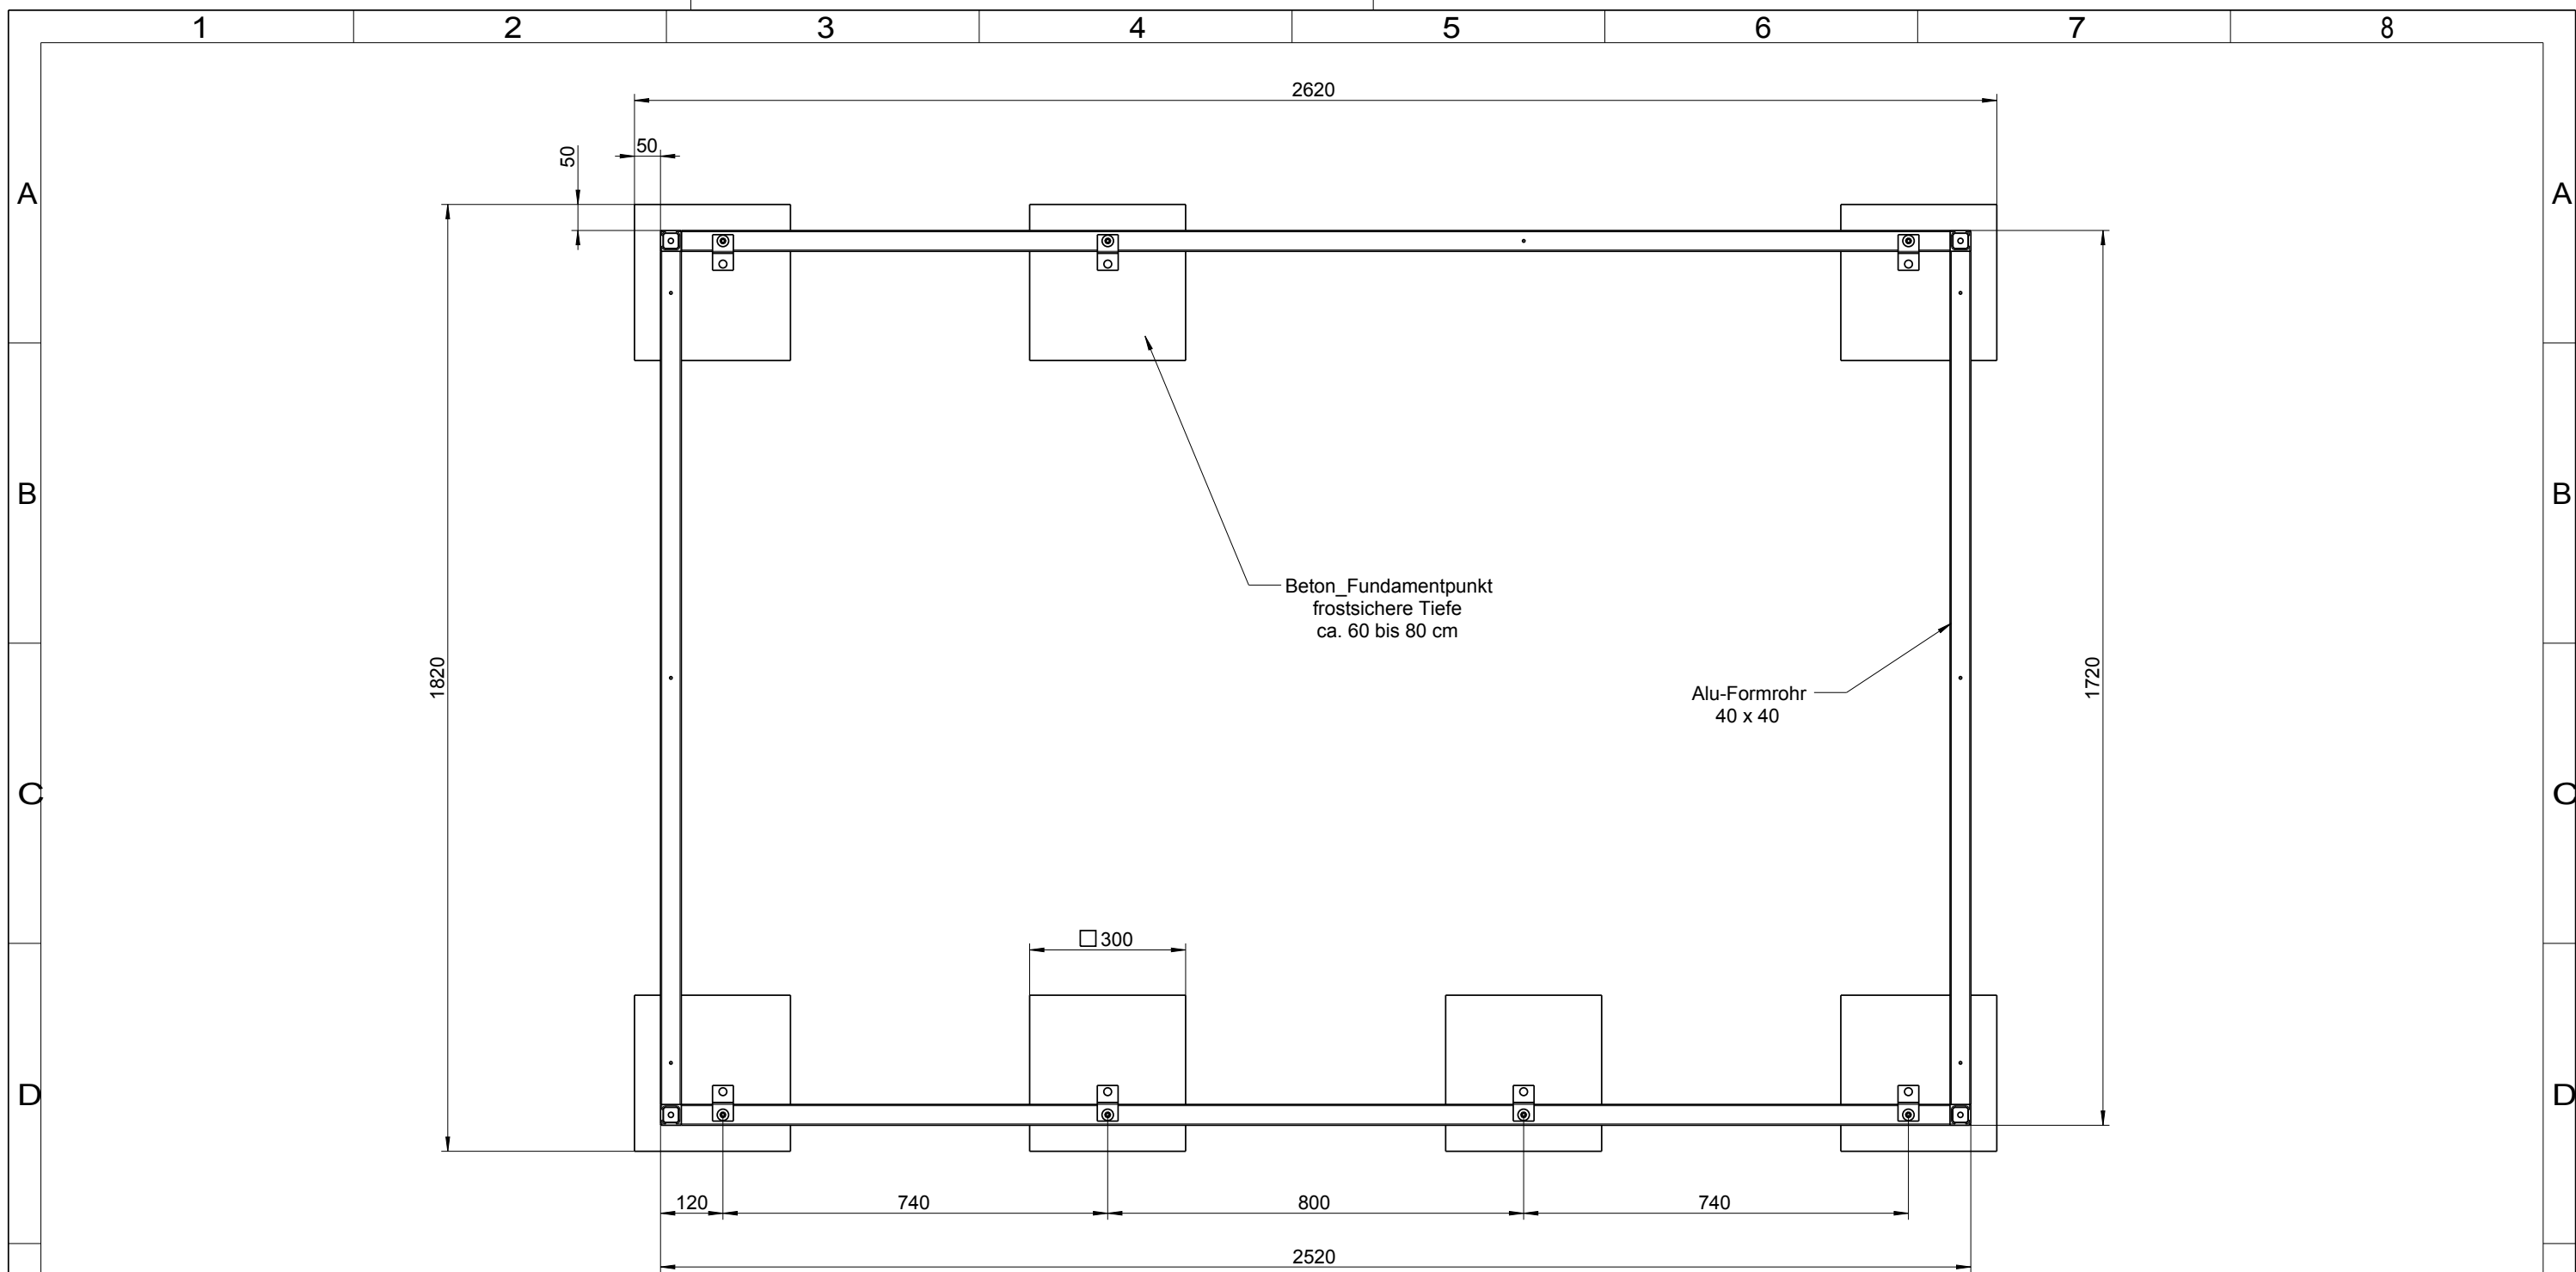 1 2 3 4 5 6 7 8
2620
50
50
A A
B B
Beton_Fundamentpunkt
frostsichere Tiefe
ca. 60 bis 80 cm
1820
1720
Alu-Formrohr
40 x 40
C C
□ 300
D D
120 740 800 740
2520